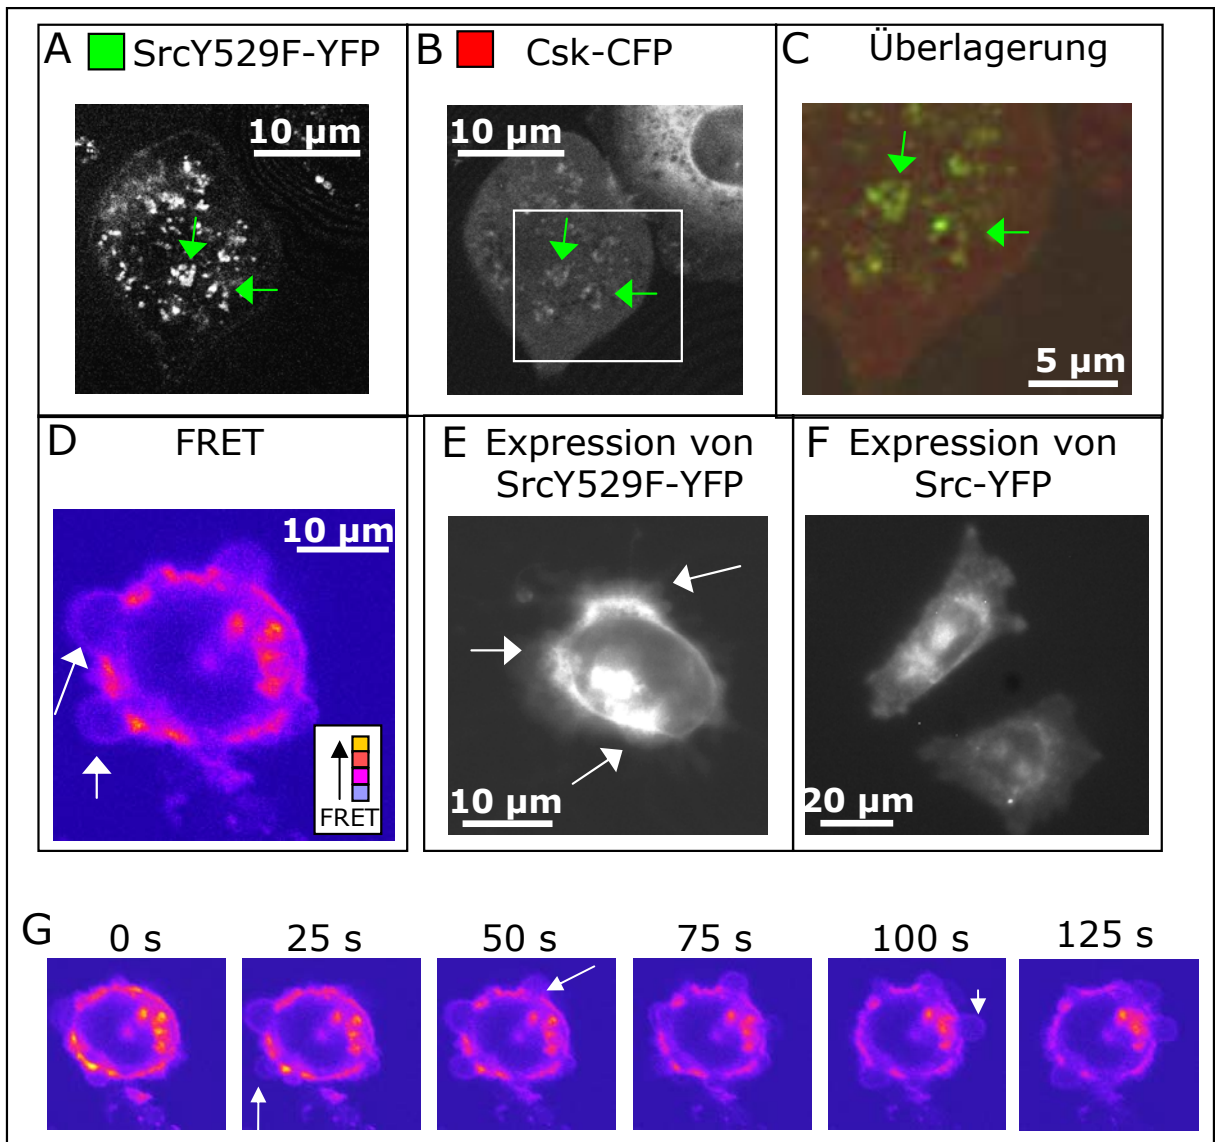 A SrcY529F-YFP
B Csk-CFP
C Überlagerung
10 µm
10 µm
5 µm
D FRET
E Expression von
SrcY529F-YFP
F Expression von
Src-YFP
10 µm
FRET
10 µm
20 µm
G
0 s
25 s
50 s
75 s
100 s
125 s